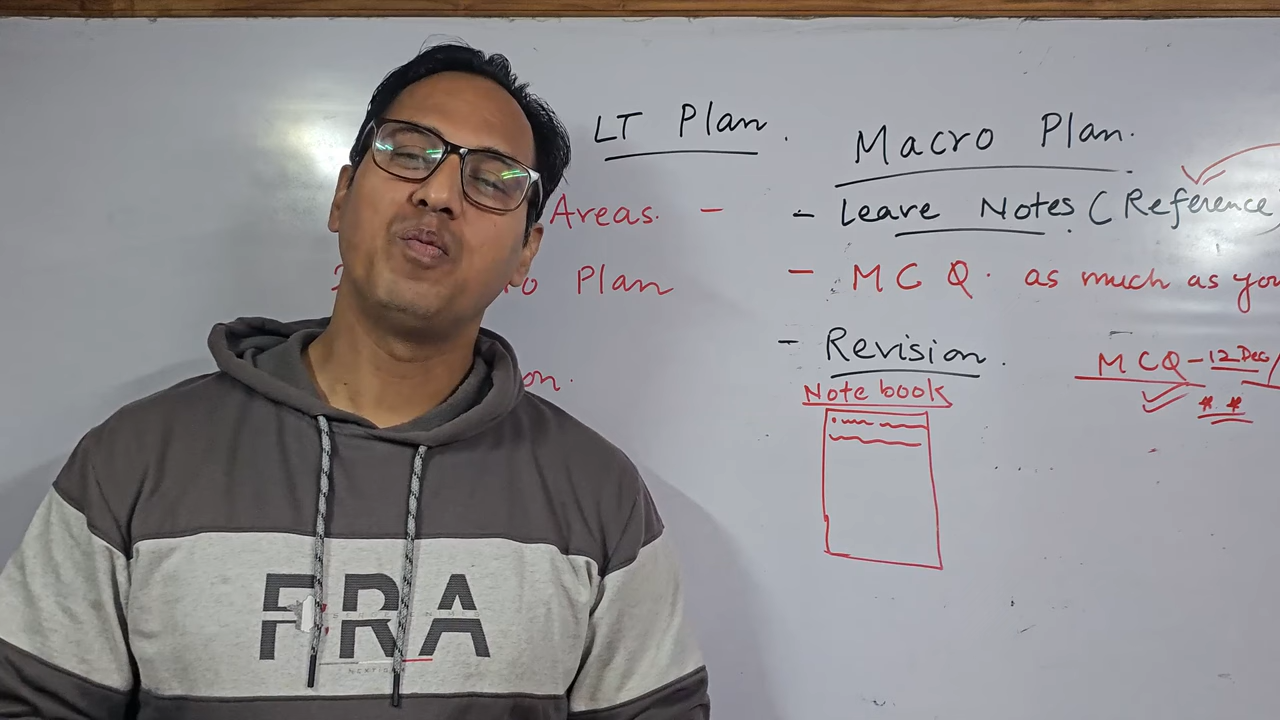 LT Plan.
Areas. -
Plan
on.
Macro Plan.
- Leave Notes (Reference
- MCQ. as much as you
- Revision.
Note book
MCQ - 12 Dec/
FRA